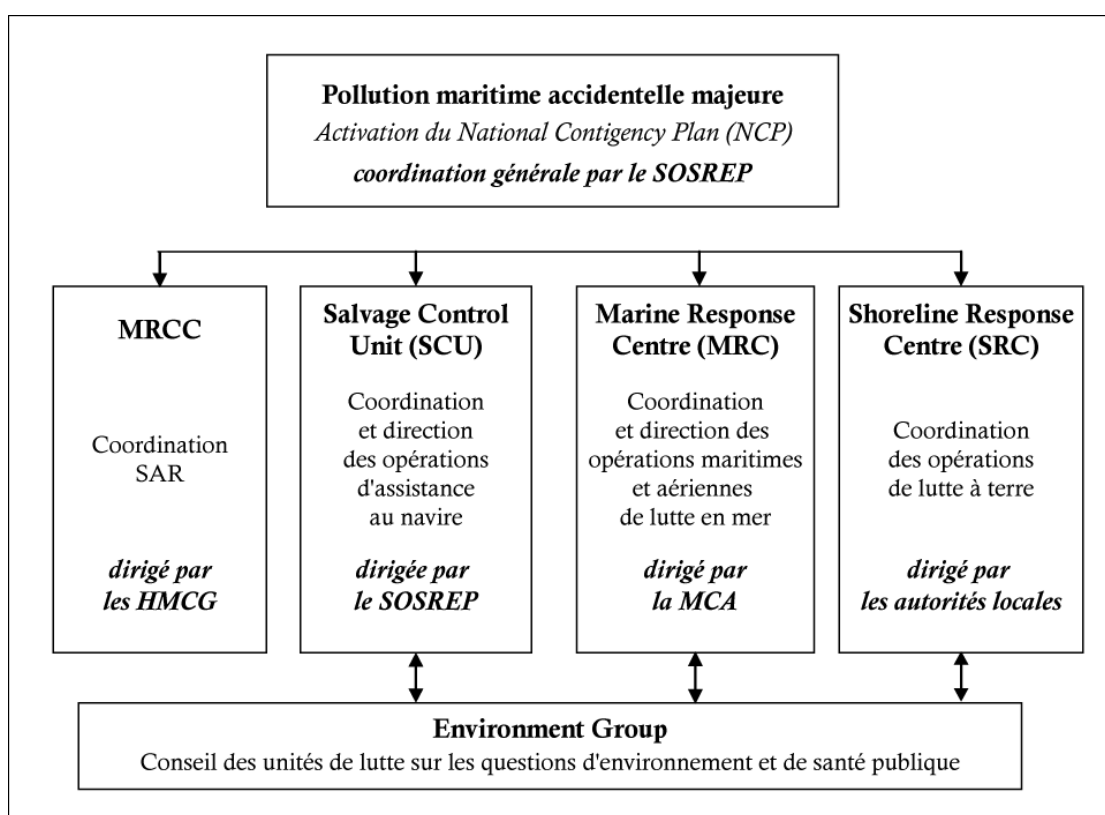 Pollution maritime accidentelle majeure
Activation du National Contigency Plan (NCP)
coordination générale par le SOSREP
MRCC
Coordination
SAR
dirigé par
les HMCG
Salvage Control
Unit (SCU)
Coordination
et direction
des opérations
d'assistance
au navire
dirigée par
le SOSREP
Marine Response
Centre (MRC)
Coordination
et direction des
opérations maritimes
et aériennes
de lutte en mer
dirigé par
la MCA
Shoreline Response
Centre (SRC)
Coordination
des opérations
de lutte à terre
dirigé par
les autorités locales
Environment Group
Conseil des unités de lutte sur les questions d'environnement et de santé publique